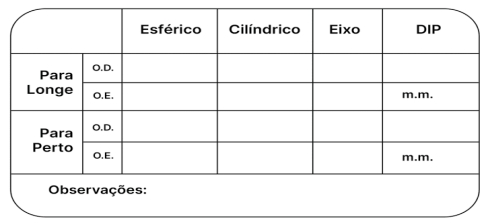 Esférico Cilíndrico Eixo DIP
Para Longe O.D.
O.E. m.m.
Para Perto O.D.
O.E. m.m.
Observações: